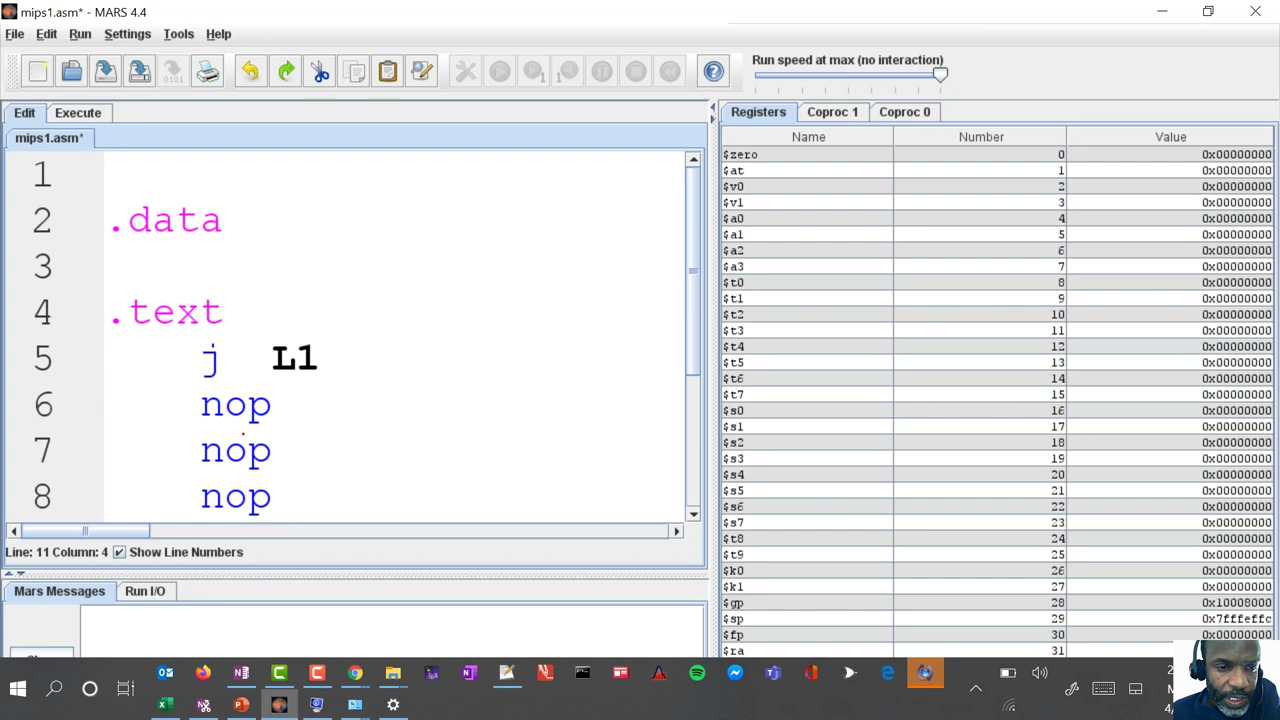 mips1.asm* - MARS 4.4
File Edit Run Settings Tools Help
Run speed at max (no interaction)
Edit Execute
mips1.asm*
1
2 .data
3
4 .text
5 j L1
6 nop
7 nop
8 nop
Line: 11 Column: 4 Show Line Numbers
Mars Messages Run I/O
Registers Coproc 1 Coproc 0
Name Number Value
$zero 0 0x00000000
$at 1 0x00000000
$v0 2 0x00000000
$v1 3 0x00000000
$a0 4 0x00000000
$a1 5 0x00000000
$a2 6 0x00000000
$a3 7 0x00000000
$t0 8 0x00000000
$t1 9 0x00000000
$t2 10 0x00000000
$t3 11 0x00000000
$t4 12 0x00000000
$t5 13 0x00000000
$t6 14 0x00000000
$t7 15 0x00000000
$s0 16 0x00000000
$s1 17 0x00000000
$s2 18 0x00000000
$s3 19 0x00000000
$s4 20 0x00000000
$s5 21 0x00000000
$s6 22 0x00000000
$s7 23 0x00000000
$t8 24 0x00000000
$t9 25 0x00000000
$k0 26 0x00000000
$k1 27 0x00000000
$gp 28 0x10008000
$sp 29 0x7fffeffc
$fp 30 0x00000000
$ra 31